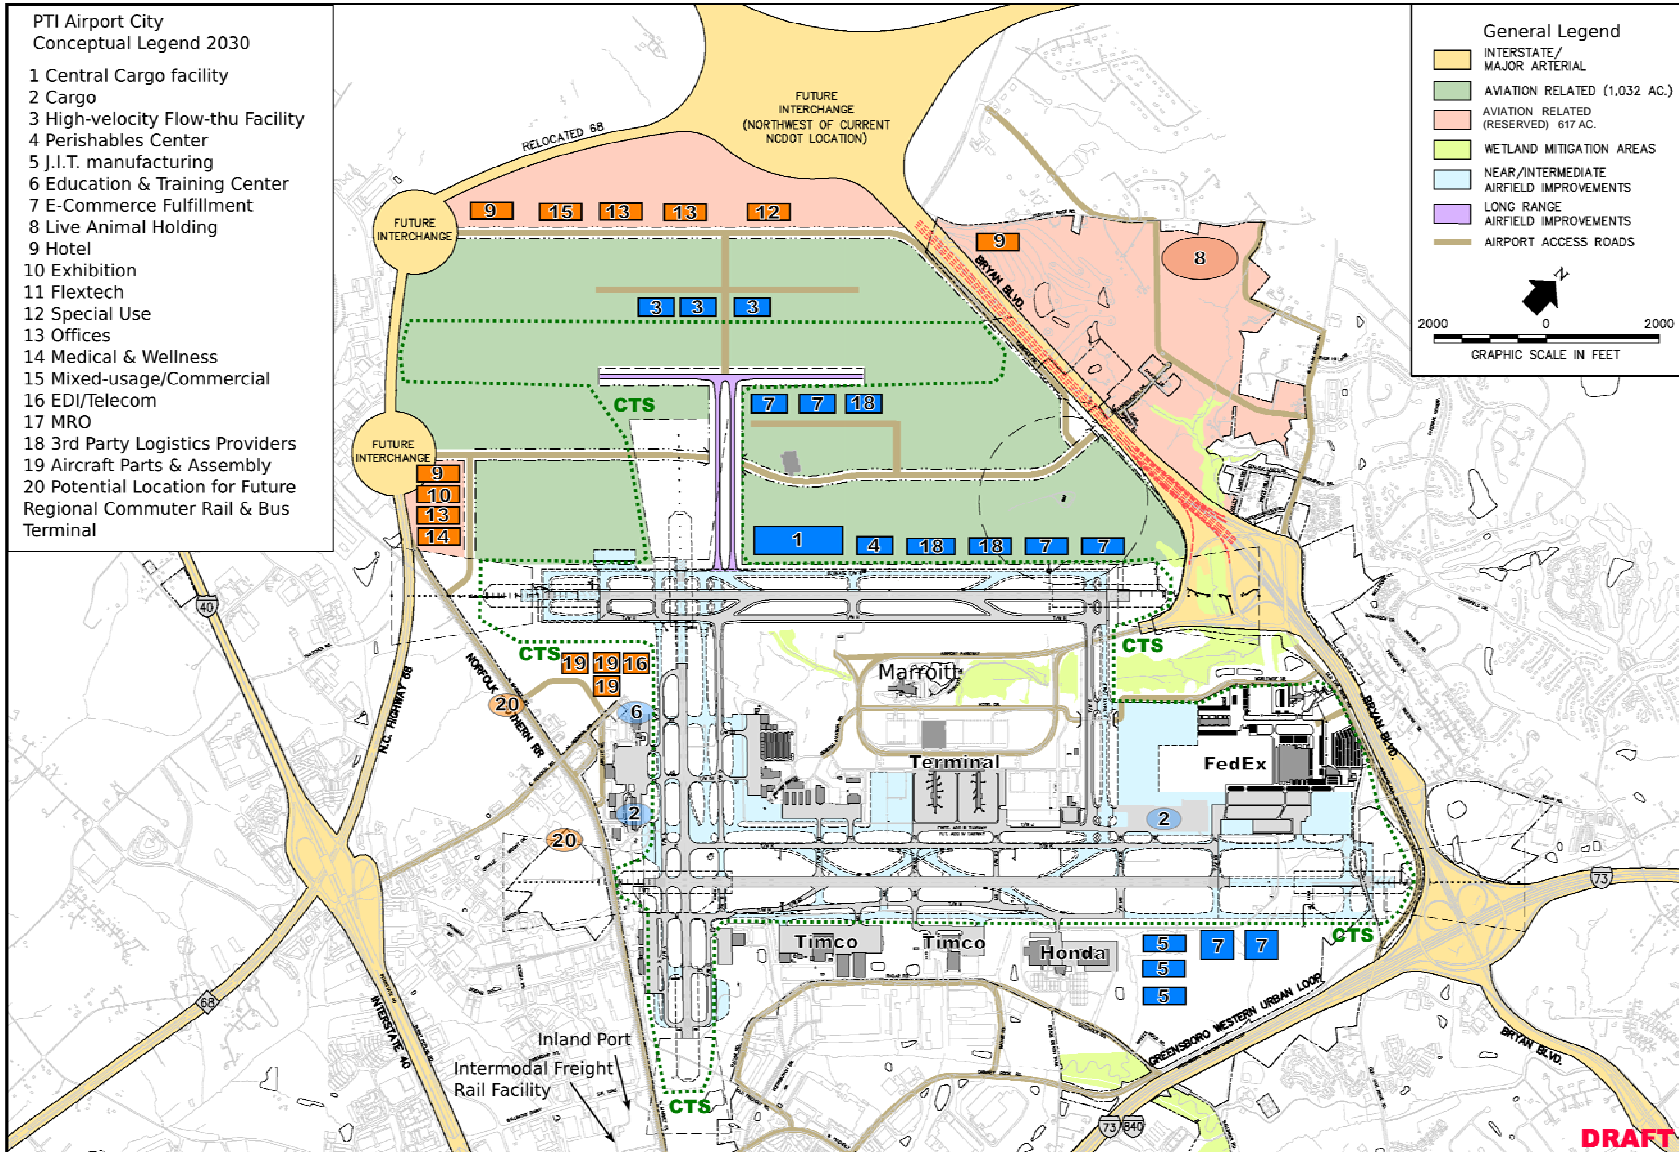 PTI Airport City
Conceptual Legend 2030
1 Central Cargo facility
2 Cargo
3 High-velocity Flow-thu Facility
4 Perishables Center
5 J.I.T. manufacturing
6 Education & Training Center
7 E-Commerce Fulfillment
8 Live Animal Holding
9 Hotel
10 Exhibition
11 Flextech
12 Special Use
13 Offices
14 Medical & Wellness
15 Mixed-usage/Commercial
16 EDI/Telecom
17 MRO
18 3rd Party Logistics Providers
19 Aircraft Parts & Assembly
20 Potential Location for Future
Regional Commuter Rail & Bus
Terminal
General Legend
INTERSTATE/
MAJOR ARTERIAL
AVIATION RELATED (1,032 AC.)
AVIATION RELATED
(RESERVED) 617 AC.
WETLAND MITIGATION AREAS
NEAR/INTERMEDIATE
AIRFIELD IMPROVEMENTS
LONG RANGE
AIRFIELD IMPROVEMENTS
AIRPORT ACCESS ROADS
N
2000 0 2000
GRAPHIC SCALE IN FEET
FUTURE
INTERCHANGE
(NORTHWEST OF CURRENT
NCDOT LOCATION)
RELOCATED 68
FUTURE
INTERCHANGE
9 15 13 13 12
9
8
BRYAN BLVD.
3 3 3
CTS
7 7 18
FUTURE
INTERCHANGE
9
10
13
14
1 4 18 18 7 7
40
N.C. HIGHWAY 68
NORFOLK
THERN RR
CTS
19 19 16
19
20
6
2
20
CTS
Marroitt
Terminal
FedEx
2
BRYAN BLVD.
73
CTS
Timco
Timco
Honda
5 7 7
5
5
GREENSBORO WESTERN URBAN LOOP
BRYAN BLVD.
68
INTERSTATE 40
Inland Port
Intermodal Freight
Rail Facility
CTS
73 840
DRAFT